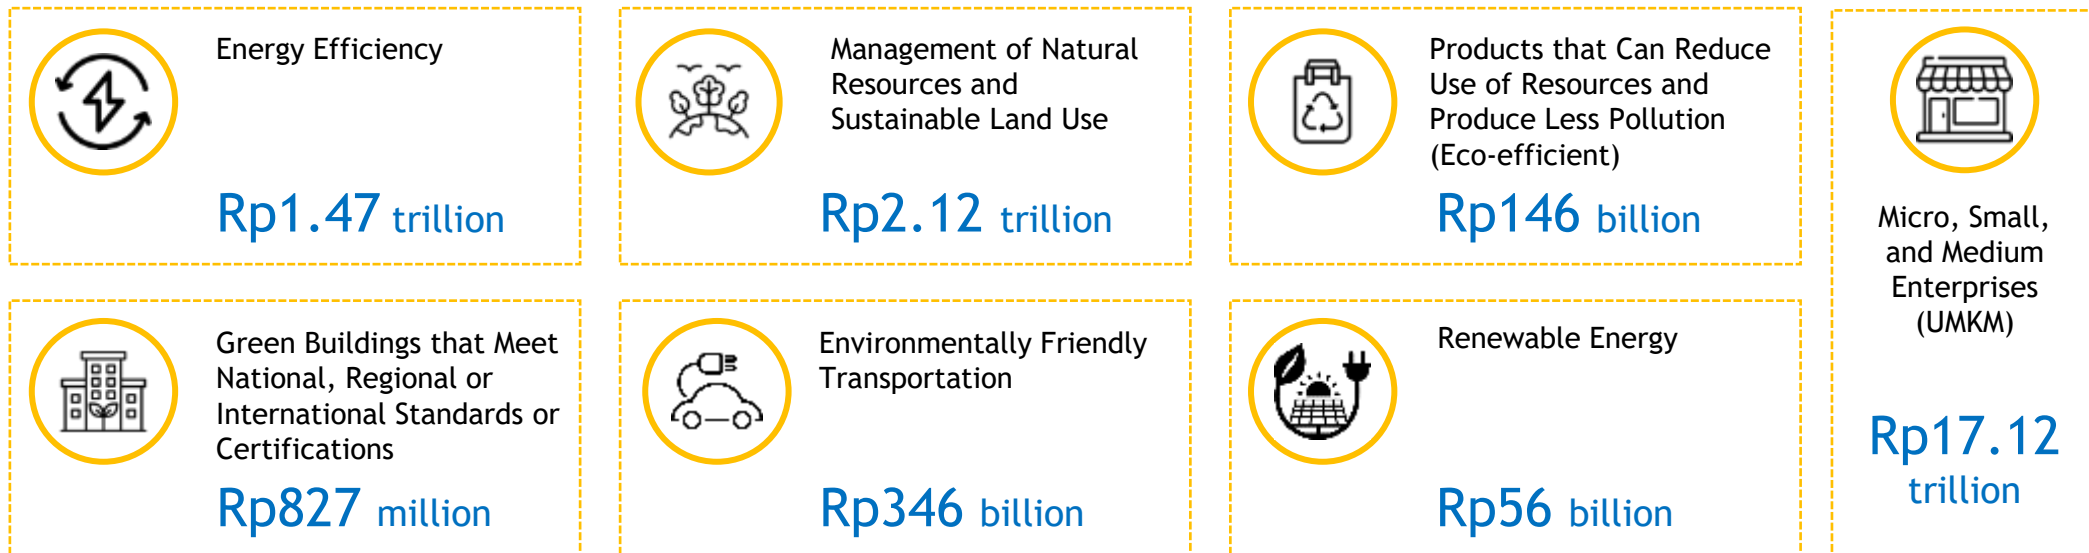 Energy Efficiency
Rp1.47 trillion
Management of Natural
Resources and
Sustainable Land Use
Rp2.12 trillion
Products that Can Reduce
Use of Resources and
Produce Less Pollution
(Eco-efficient)
Rp146 billion
Green Buildings that Meet
National, Regional or
International Standards or
Certifications
Rp827 million
Environmentally Friendly
Transportation
Rp346 billion
Renewable Energy
Rp56 billion
Micro, Small,
and Medium
Enterprises
(UMKM)
Rp17.12
trillion